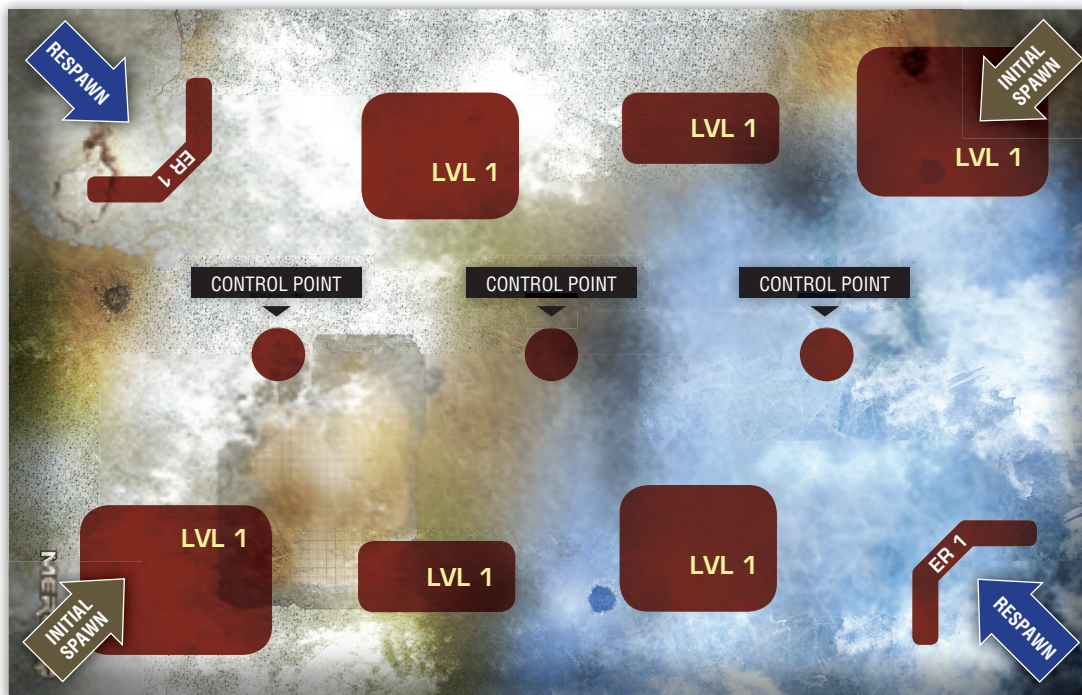 RESPAWN
INITIAL
SPAWN
ER 1
LVL 1
LVL 1
LVL 1
CONTROL POINT
CONTROL POINT
CONTROL POINT
LVL 1
LVL 1
LVL 1
ER 1
INITIAL
SPAWN
RESPAWN